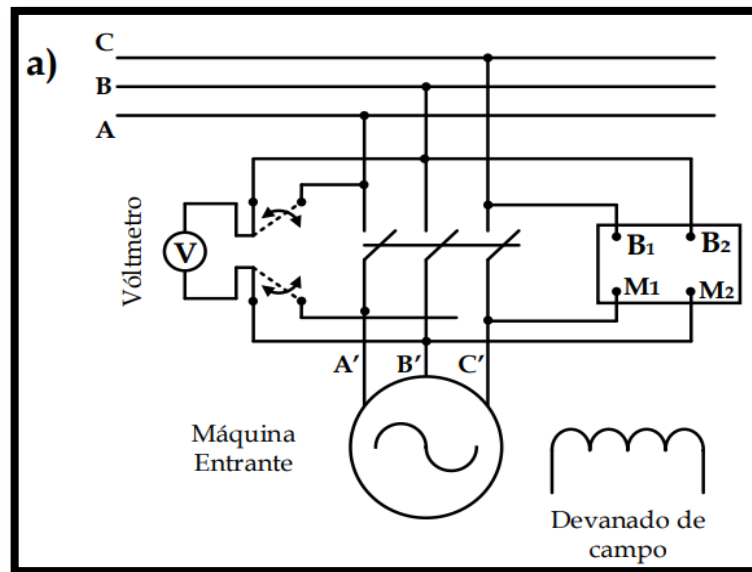 a)
C
B
A
Vóltmetro
V
B1
B2
M1
M2
A’
B’
C’
Máquina
Entrante
Devanado de
campo